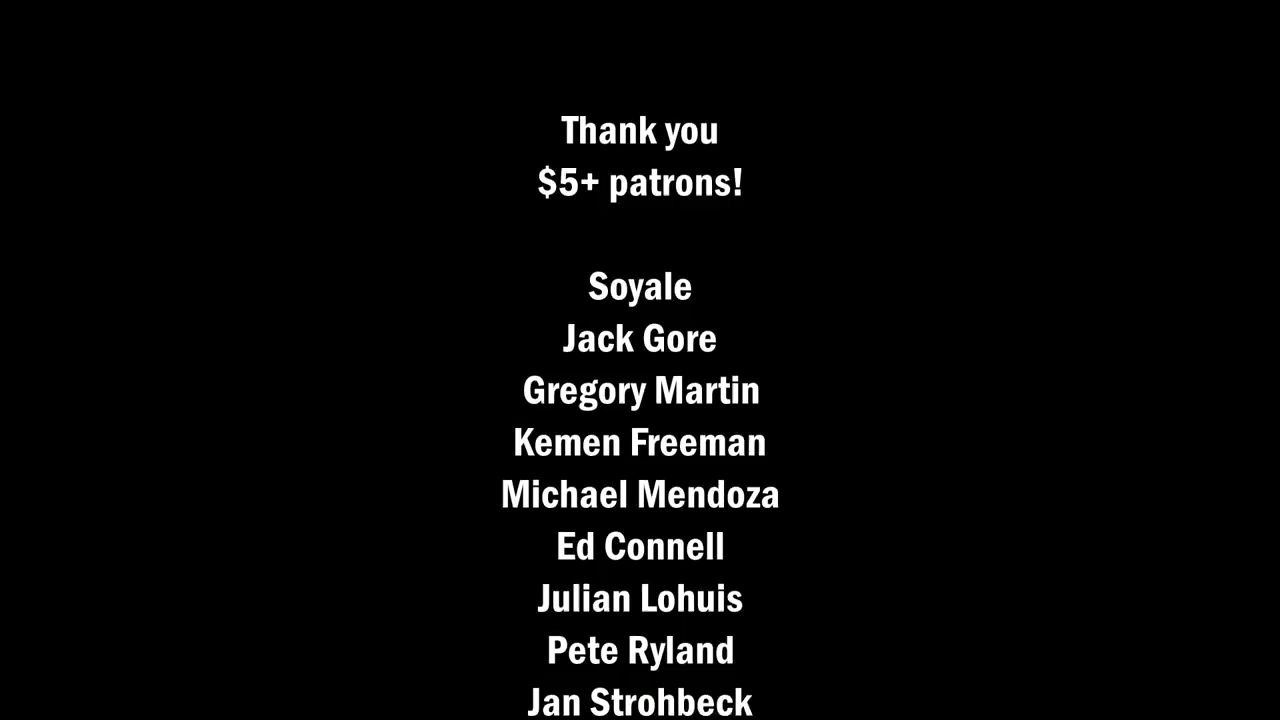 Thank you
$5+ patrons!
Soyale
Jack Gore
Gregory Martin
Kemen Freeman
Michael Mendoza
Ed Connell
Julian Lohuis
Pete Ryland
Jan Strohbeck